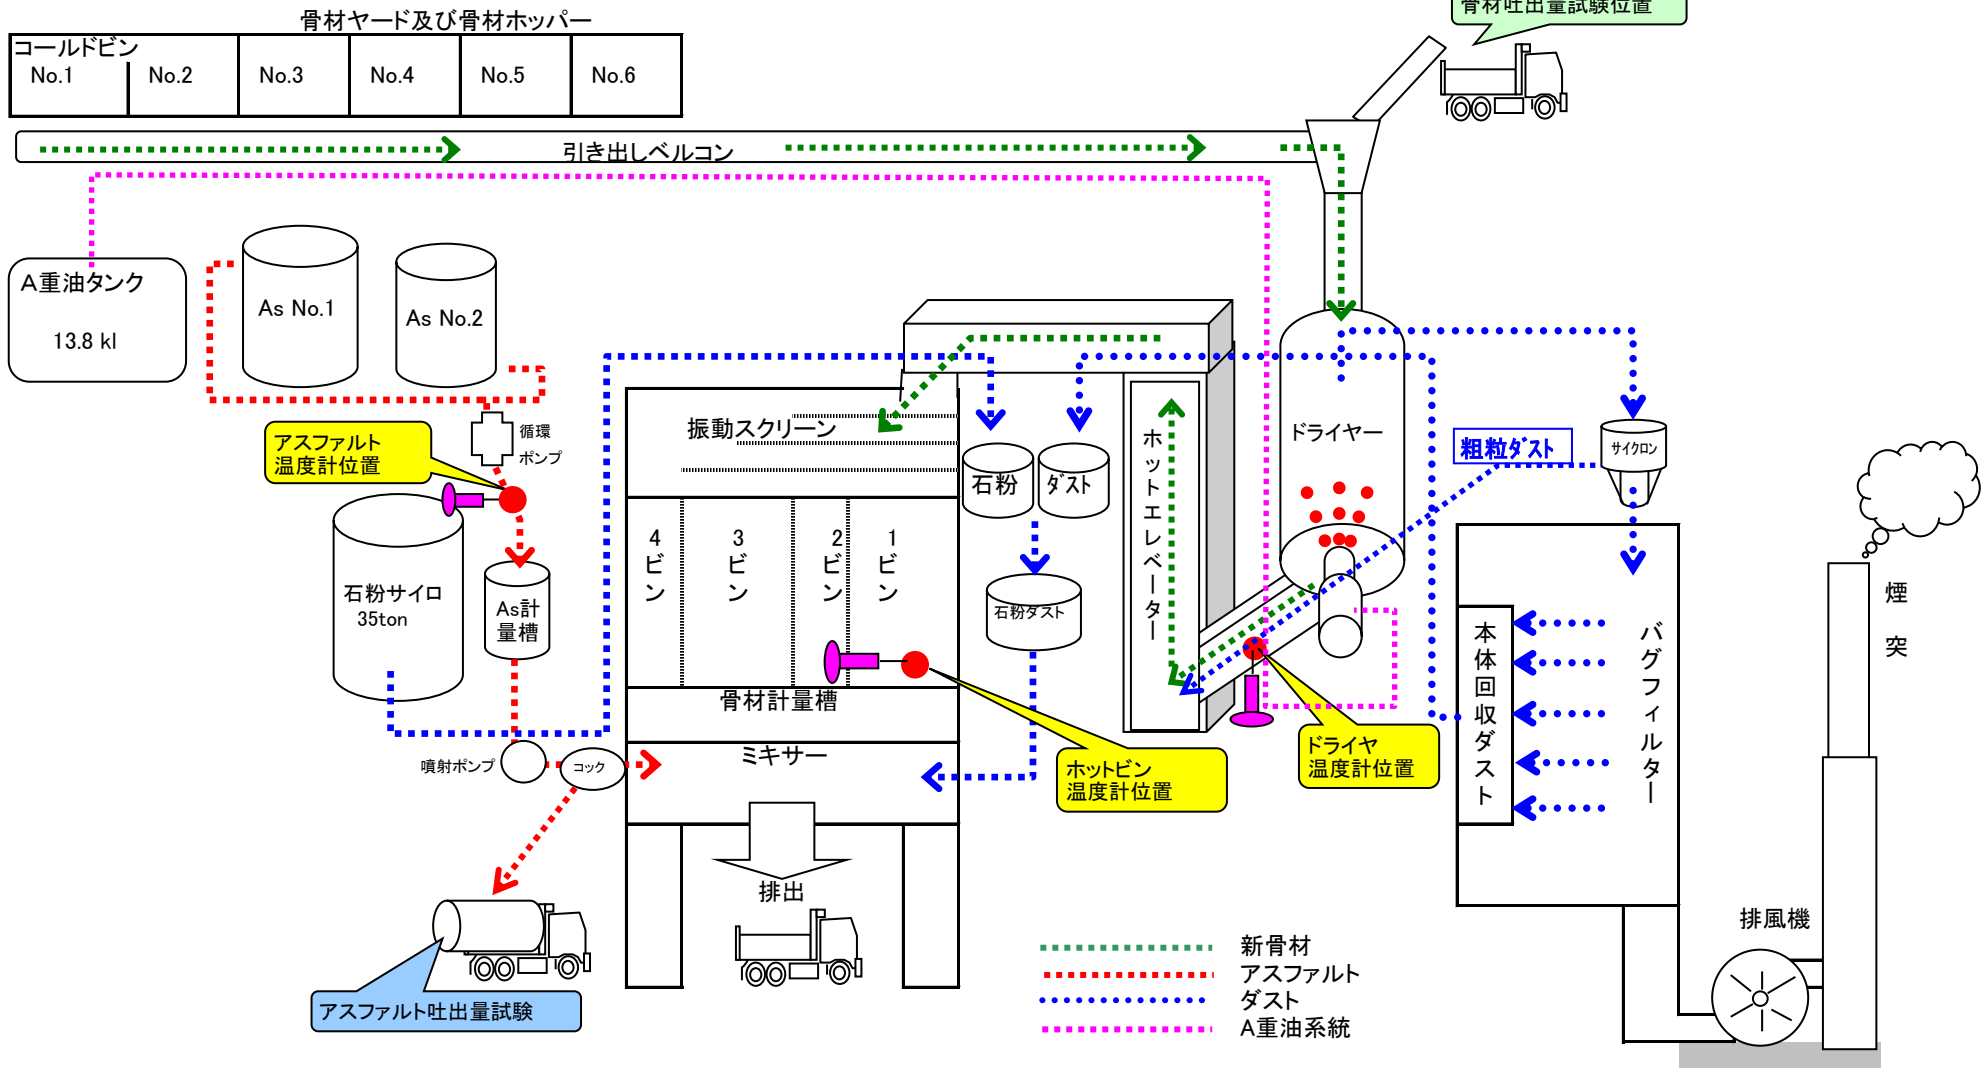 骨材ヤード及び骨材ホッパー
骨材吐出量試験位置
コールドビン
No.1
No.2
No.3
No.4
No.5
No.6
引き出しベルコン
A重油タンク
13.8 kl
As No.1
As No.2
循環
ポンプ
アスファルト
温度計位置
石粉サイロ
35ton
As計
量槽
噴射ポンプ
コック
アスファルト吐出量試験
振動スクリーン
4ビン
3ビン
2ビン
1ビン
骨材計量槽
ミキサー
排出
石粉
ダスト
石粉ダスト
ホットエレベーター
ドライヤー
粗粒ダスト
サイクロン
ホットビン
温度計位置
ドライヤ
温度計位置
本体回収ダスト
バグフィルター
煙突
排風機
新骨材
アスファルト
ダスト
A重油系統